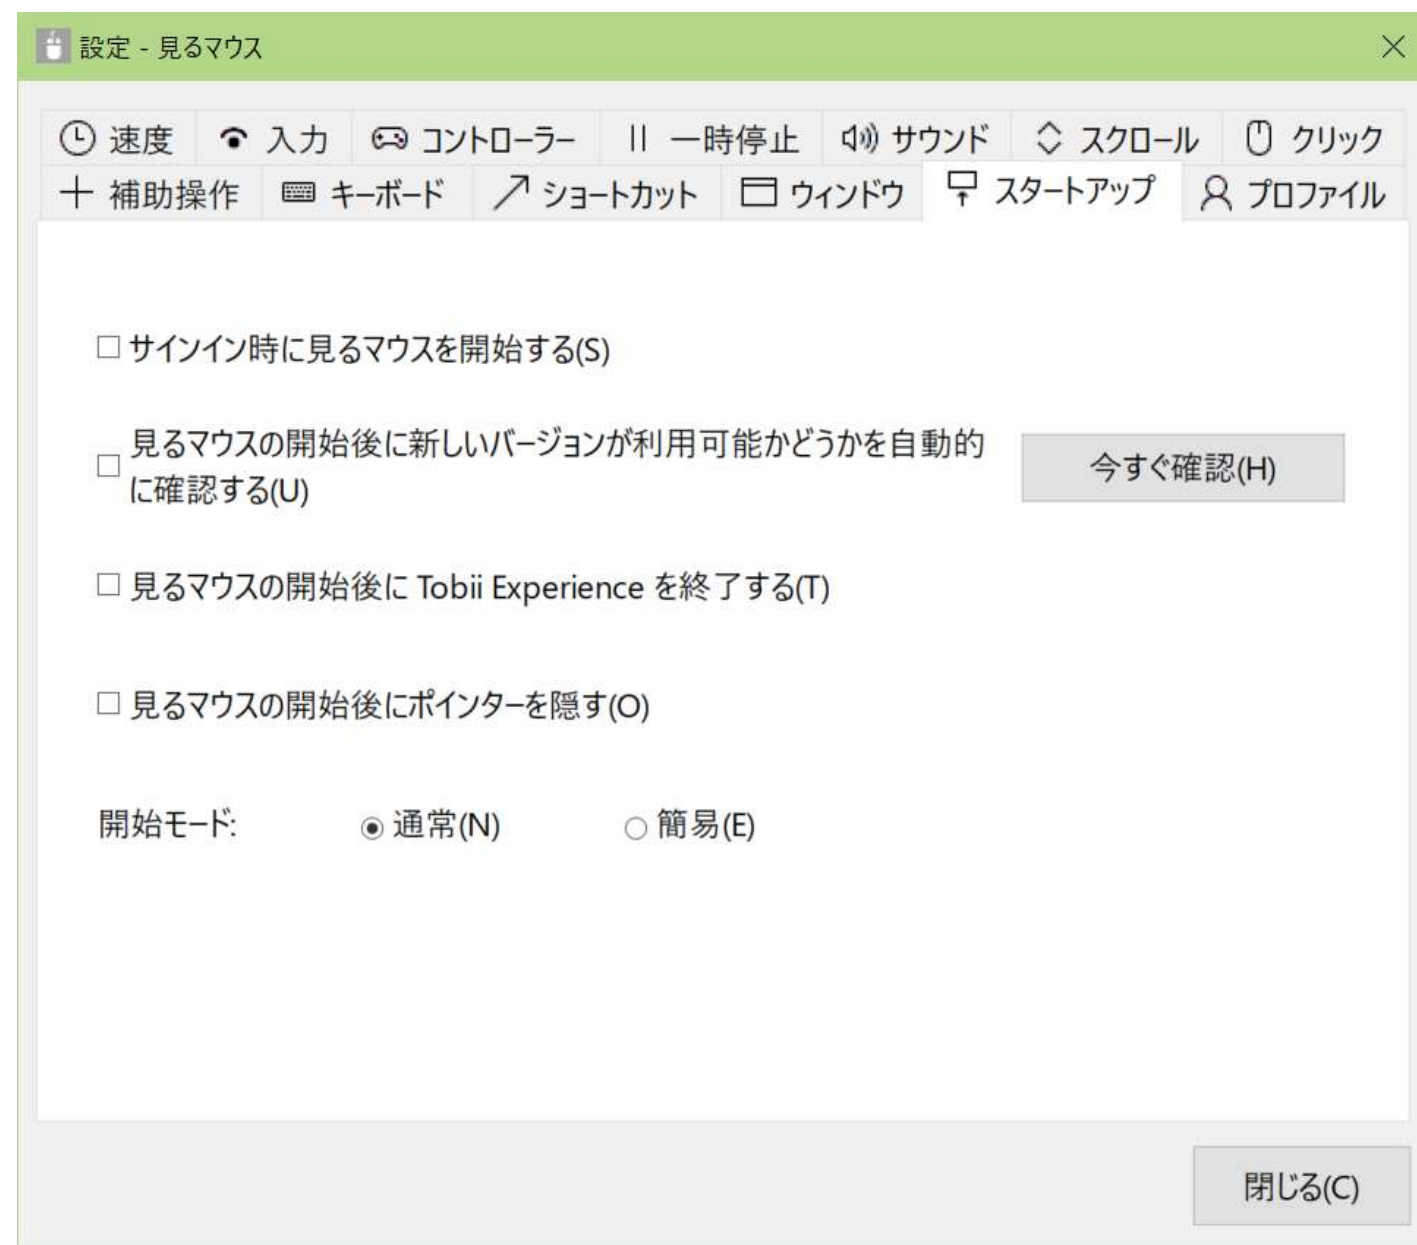 設定 - 見るマウス
速度 入力 コントローラー 一時停止 サウンド スクロール クリック
補助操作 キーボード ショートカット ウィンドウ スタートアップ プロファイル
サインイン時に見るマウスを開始する(S)
見るマウスの開始後に新しいバージョンが利用可能かどうかを自動的
に確認する(U)
今すぐ確認(H)
見るマウスの開始後に Tobii Experience を終了する(T)
見るマウスの開始後にポインターを隠す(O)
開始モード: 通常(N) 簡易(E)
閉じる(C)